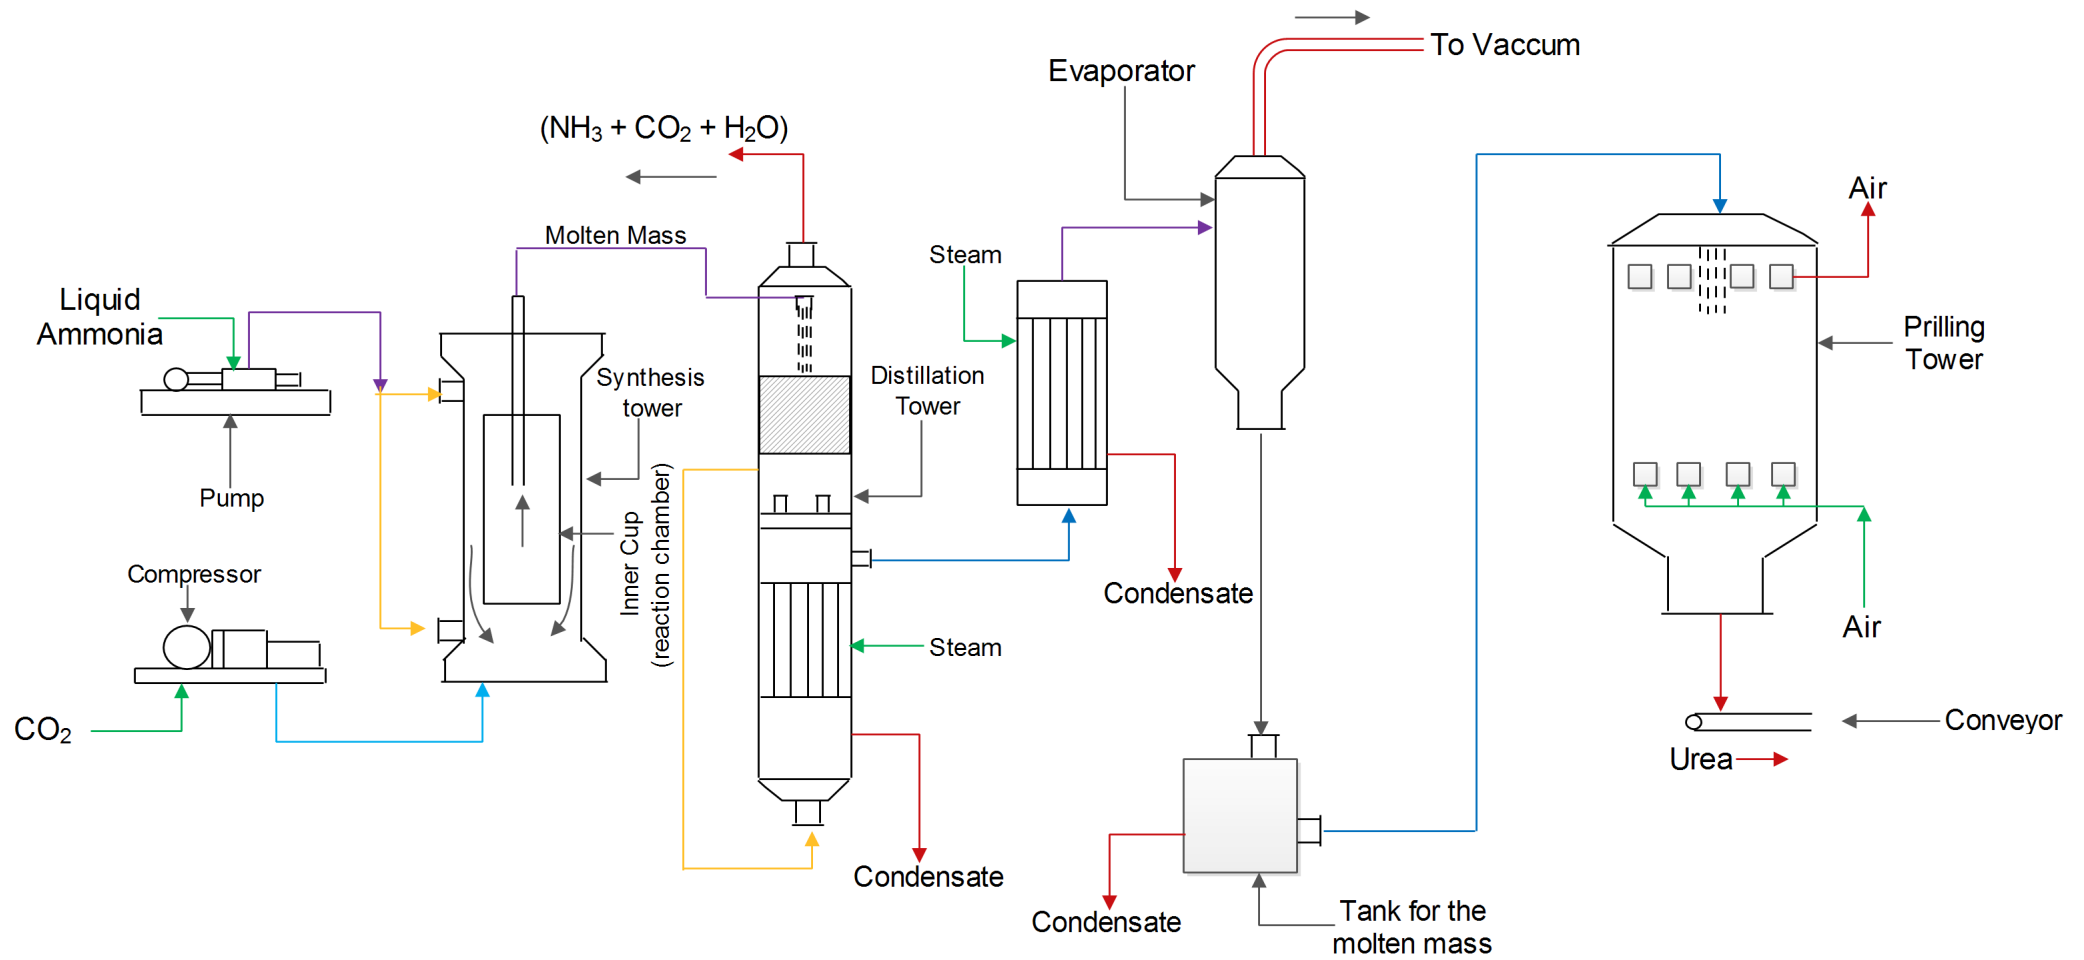 To Vaccum
Evaporator
(NH₃ + CO₂ + H₂O)
Air
Molten Mass
Steam
Liquid
Ammonia
Prilling
Tower
Synthesis
tower
Distillation
Tower
Pump
Inner Cup
(reaction chamber)
Compressor
Condensate
Air
Steam
CO₂
Conveyor
Urea
Condensate
Condensate
Tank for the
molten mass